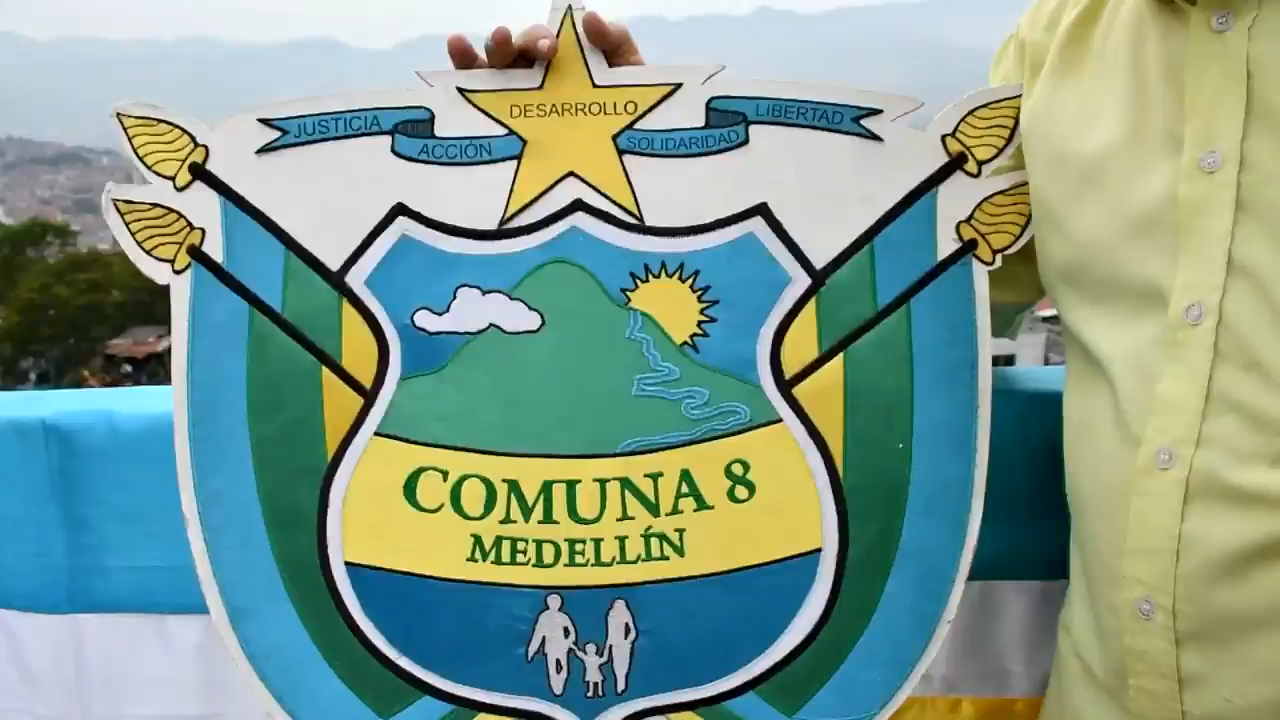 DESARROLLO
JUSTICIA
ACCIÓN
SOLIDARIDAD
LIBERTAD
COMUNA 8
MEDELLÍN